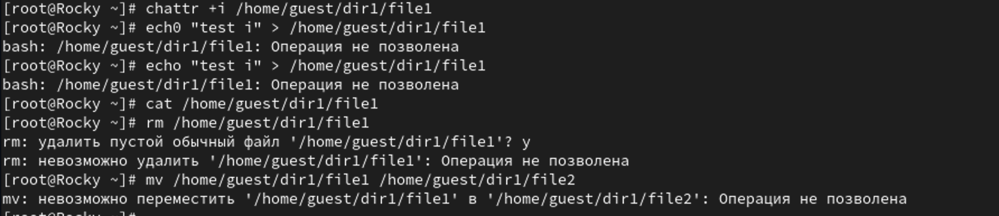 [root@Rocky ~]# chattr +i /home/guest/dir1/file1
[root@Rocky ~]# ech0 "test i" > /home/guest/dir1/file1
bash: /home/guest/dir1/file1: Операция не позволена
[root@Rocky ~]# echo "test i" > /home/guest/dir1/file1
bash: /home/guest/dir1/file1: Операция не позволена
[root@Rocky ~]# cat /home/guest/dir1/file1
[root@Rocky ~]# rm /home/guest/dir1/file1
rm: удалить пустой обычный файл '/home/guest/dir1/file1'? y
rm: невозможно удалить '/home/guest/dir1/file1': Операция не позволена
[root@Rocky ~]# mv /home/guest/dir1/file1 /home/guest/dir1/file2
mv: невозможно переместить '/home/guest/dir1/file1' в '/home/guest/dir1/file2': Операция не позволена